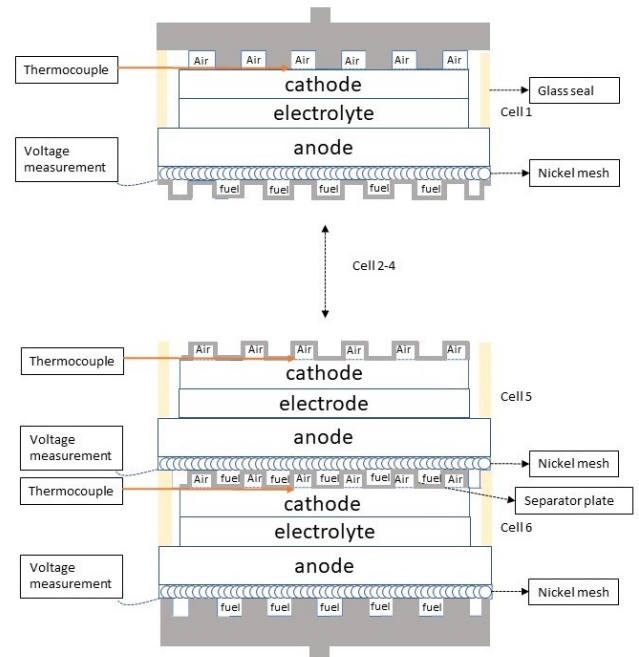 Air Air Air Air Air Air
Thermocouple
cathode
Glass seal
electrolyte
Cell 1
anode
Voltage
measurement
Nickel mesh
fuel fuel fuel fuel fuel
Cell 2-4
Air Air Air Air Air Air
Thermocouple
cathode
electrode
Cell 5
anode
Voltage
measurement
Nickel mesh
Air fuel Air fuel Air fuel Air fuel Air fuel Air
Thermocouple
Separator plate
cathode
Cell 6
electrolyte
anode
Voltage
measurement
Nickel mesh
fuel fuel fuel fuel fuel